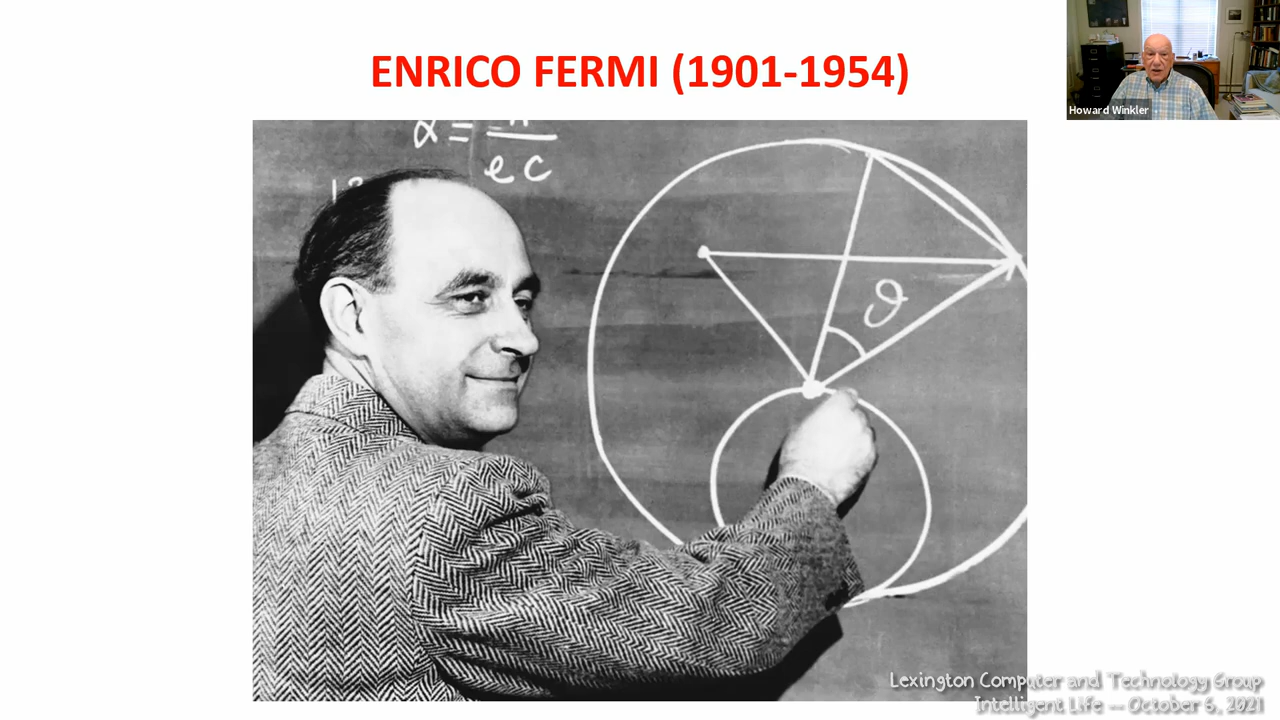 ENRICO FERMI (1901-1954)
Howard Winkler
α =
ec
ϑ
Lexington Computer and Technology Group
Intelligent Life -- October 6, 2021